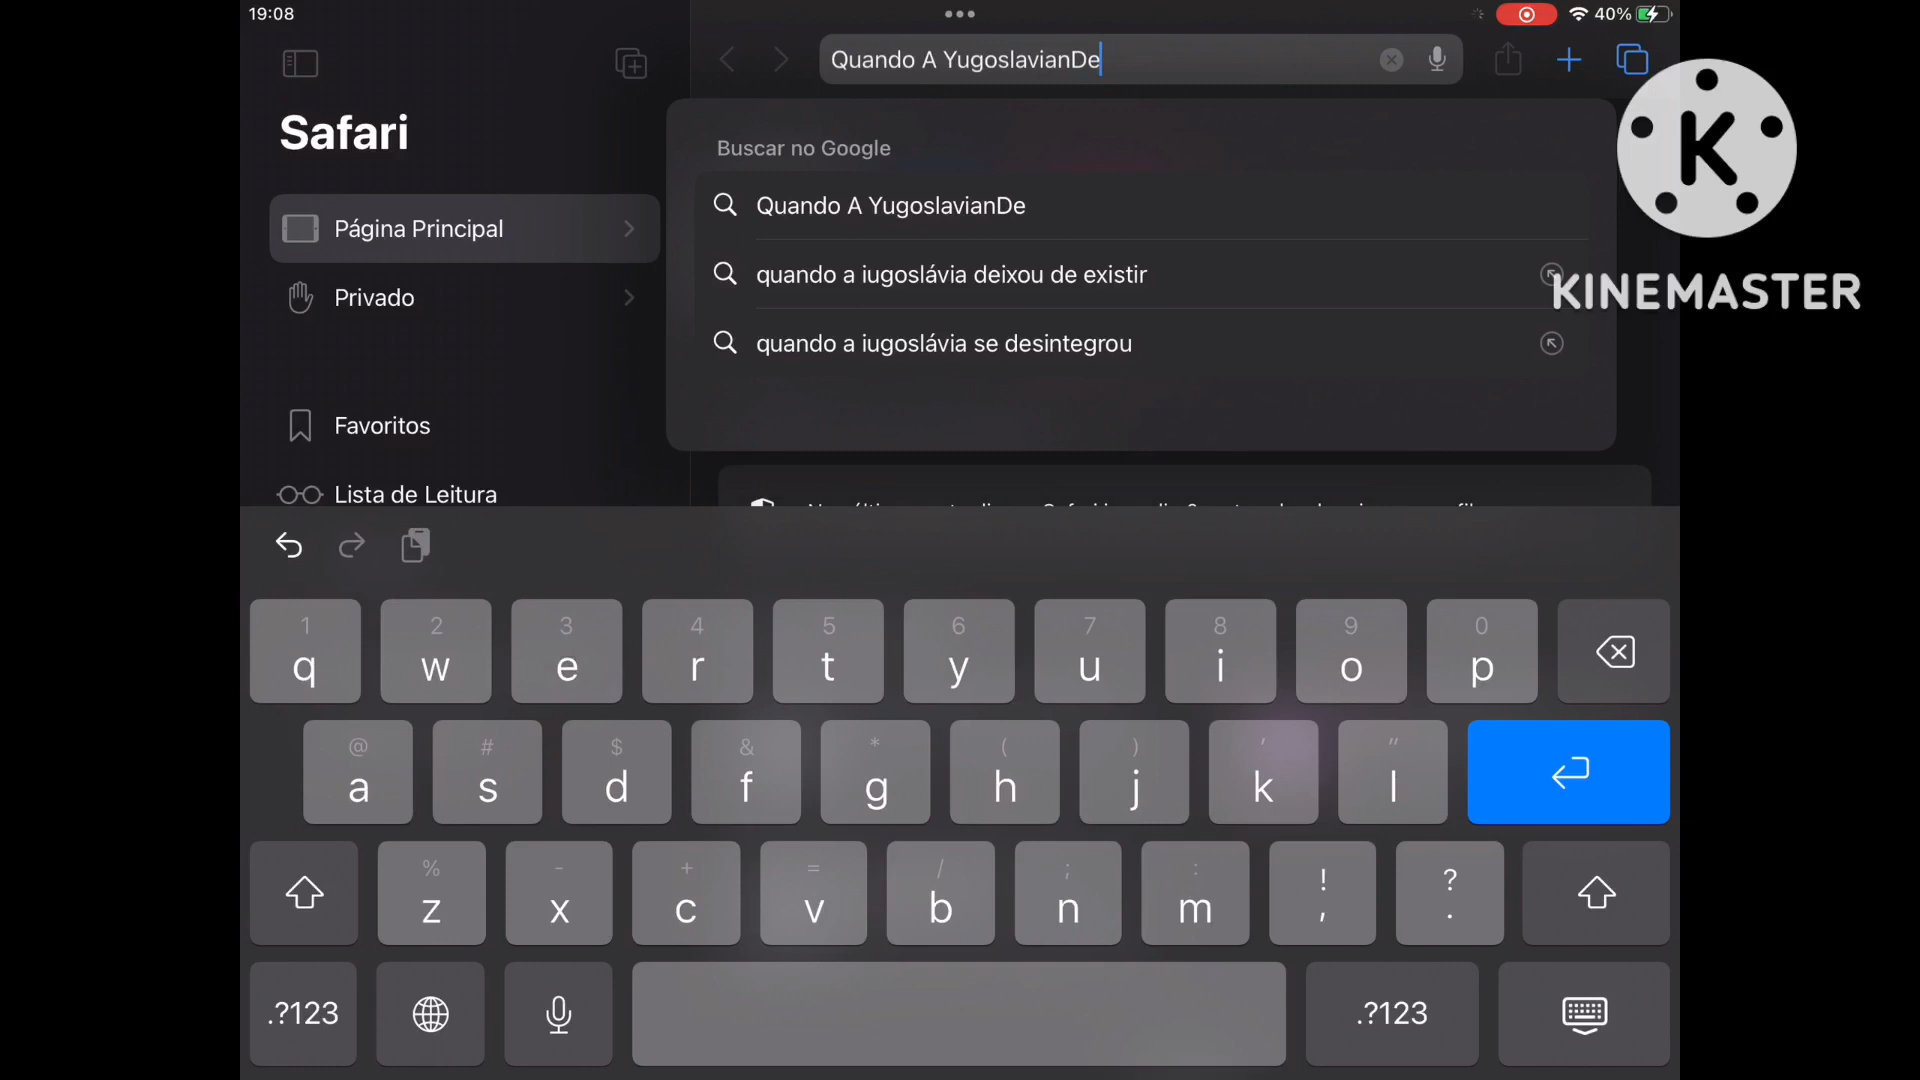 19:08
40%
Quando A YugoslavianDe
Safari
Buscar no Google
Quando A YugoslavianDe
Página Principal
quando a iugoslávia deixou de existir
Privado
quando a iugoslávia se desintegrou
K
KINEMASTER
Favoritos
Lista de Leitura
1 2 3 4 5 6 7 8 9 0
q w e r t y u i o p
@ # $ & * ( ) ' "
a s d f g h j k l
% - + = / ; : ! ?
z x c v b n m , .
.?123 .?123